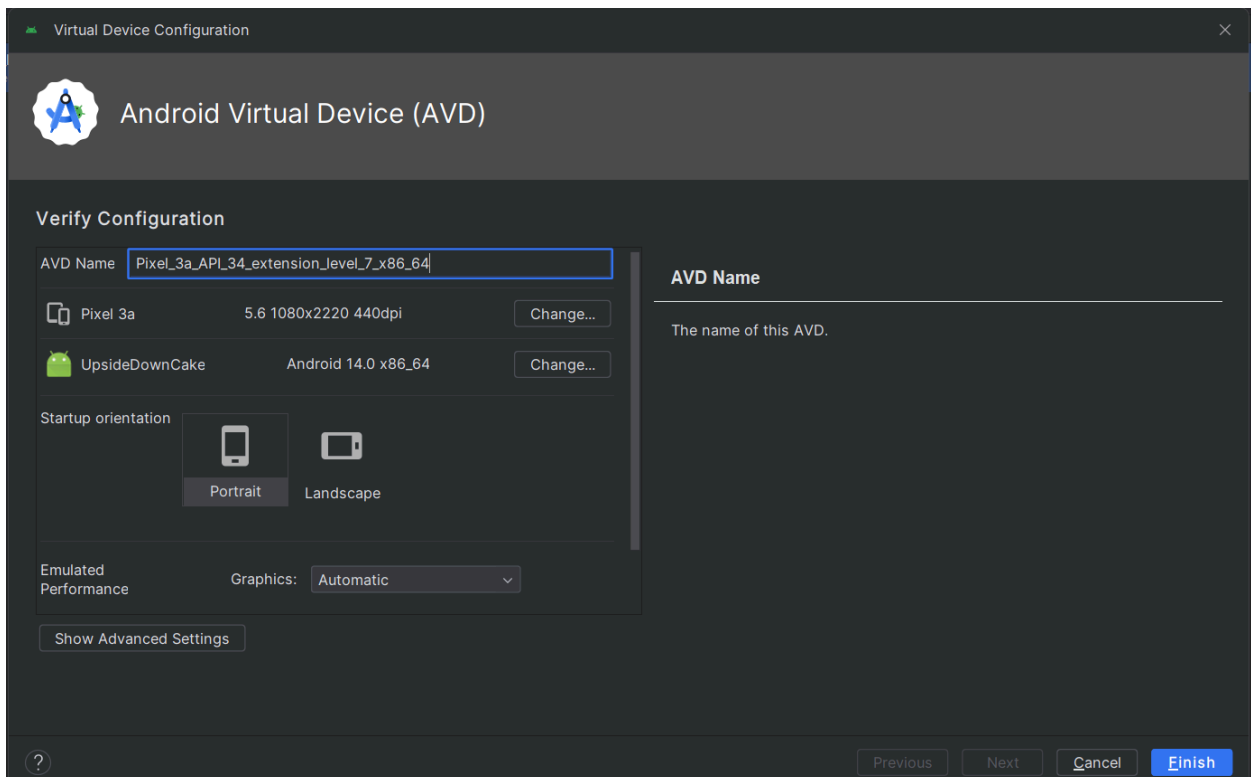 Virtual Device Configuration
Android Virtual Device (AVD)
Verify Configuration
AVD Name Pixel_3a_API_34_extension_level_7_x86_64
Pixel 3a 5.6 1080x2220 440dpi Change...
UpsideDownCake Android 14.0 x86_64 Change...
Startup orientation
Portrait
Landscape
Emulated
Performance
Graphics: Automatic
Show Advanced Settings
AVD Name
The name of this AVD.
? Previous Next Cancel Finish